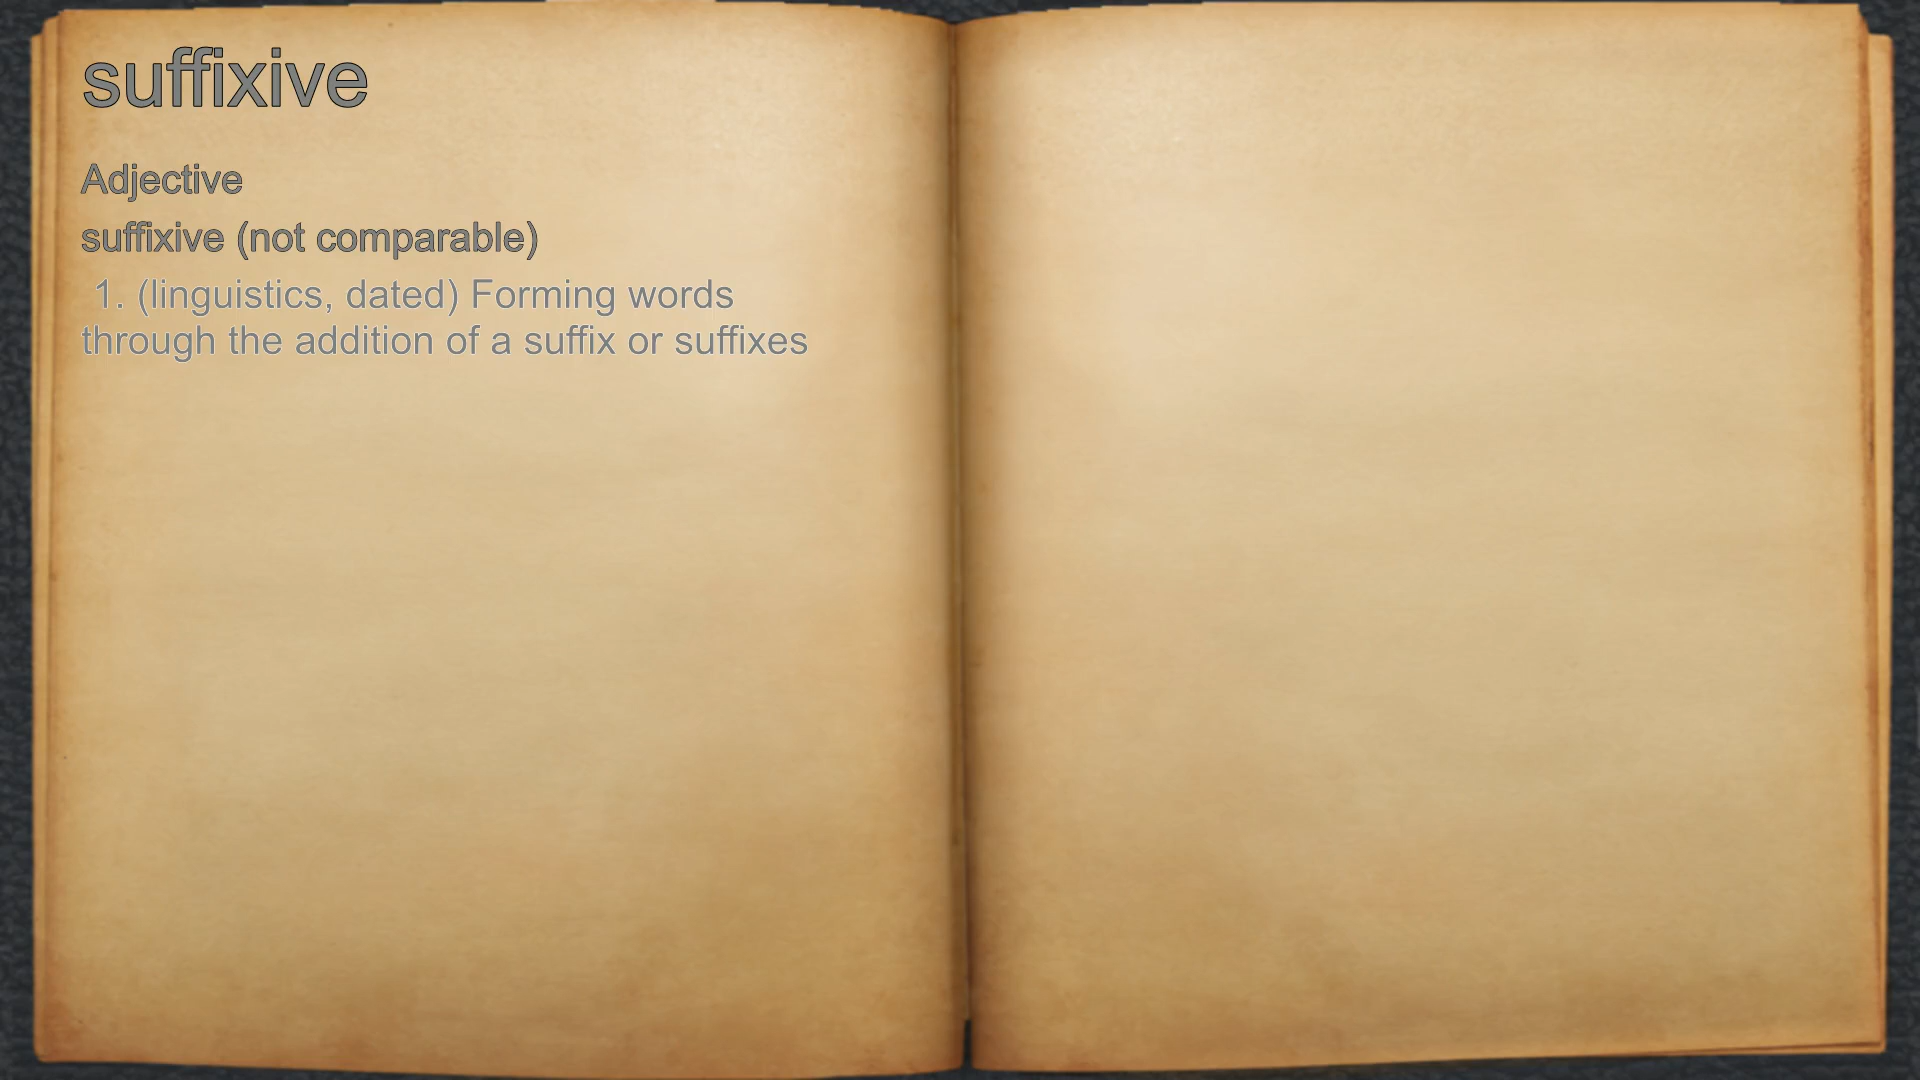 suffixive
Adjective
suffixive (not comparable)
1. (linguistics, dated) Forming words
through the addition of a suffix or suffixes